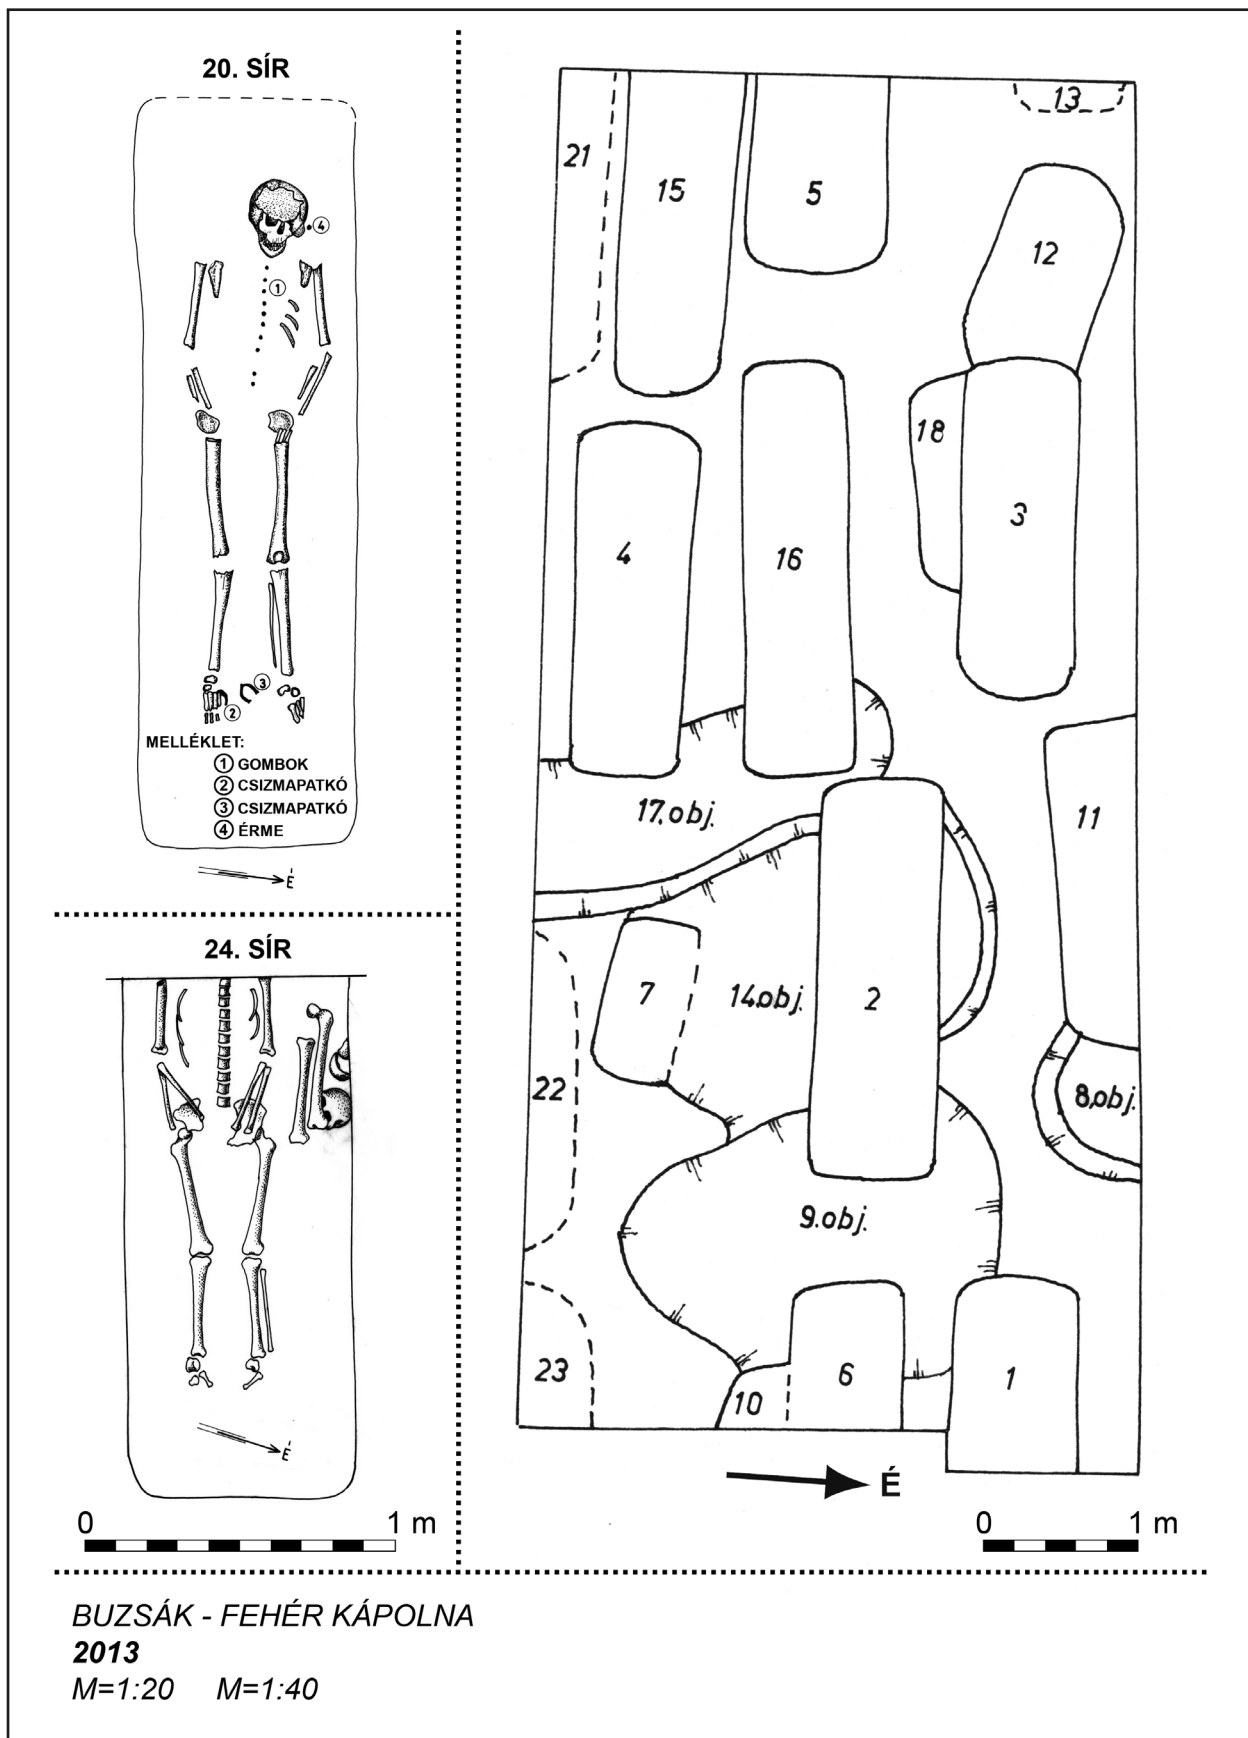 20. SÍR
4
1
3
2
MELLÉKLET:
1 GOMBOK
2 CSIZMAPATKÓ
3 CSIZMAPATKÓ
4 ÉRME
É
24. SÍR
É
0 1 m
13
21
15
5
12
18
3
4
16
17.obj.
11
7
14.obj.
2
22
8.obj.
9.obj.
23
10
6
1
É
0 1 m
BUZSÁK - FEHÉR KÁPOLNA
2013
M=1:20 M=1:40